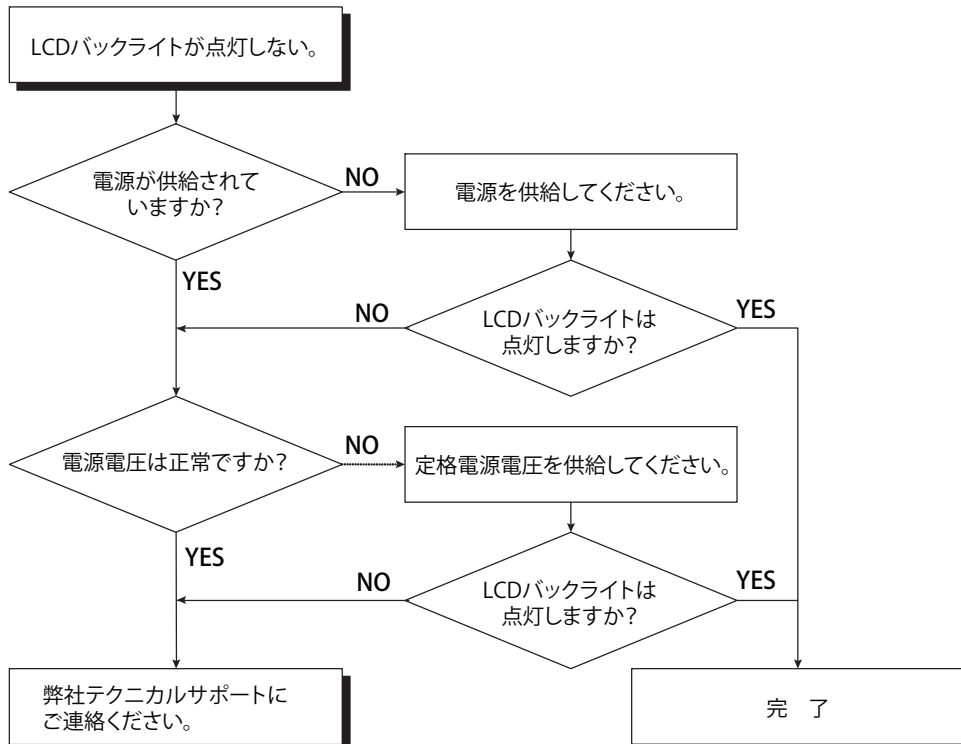 LCDバックライトが点灯しない。
電源が供給されて
いますか？
NO
電源を供給してください。
YES
NO
LCDバックライトは
点灯しますか？
YES
電源電圧は正常ですか？
NO
定格電源電圧を供給してください。
YES
NO
LCDバックライトは
点灯しますか？
YES
弊社テクニカルサポートに
ご連絡ください。
完　了